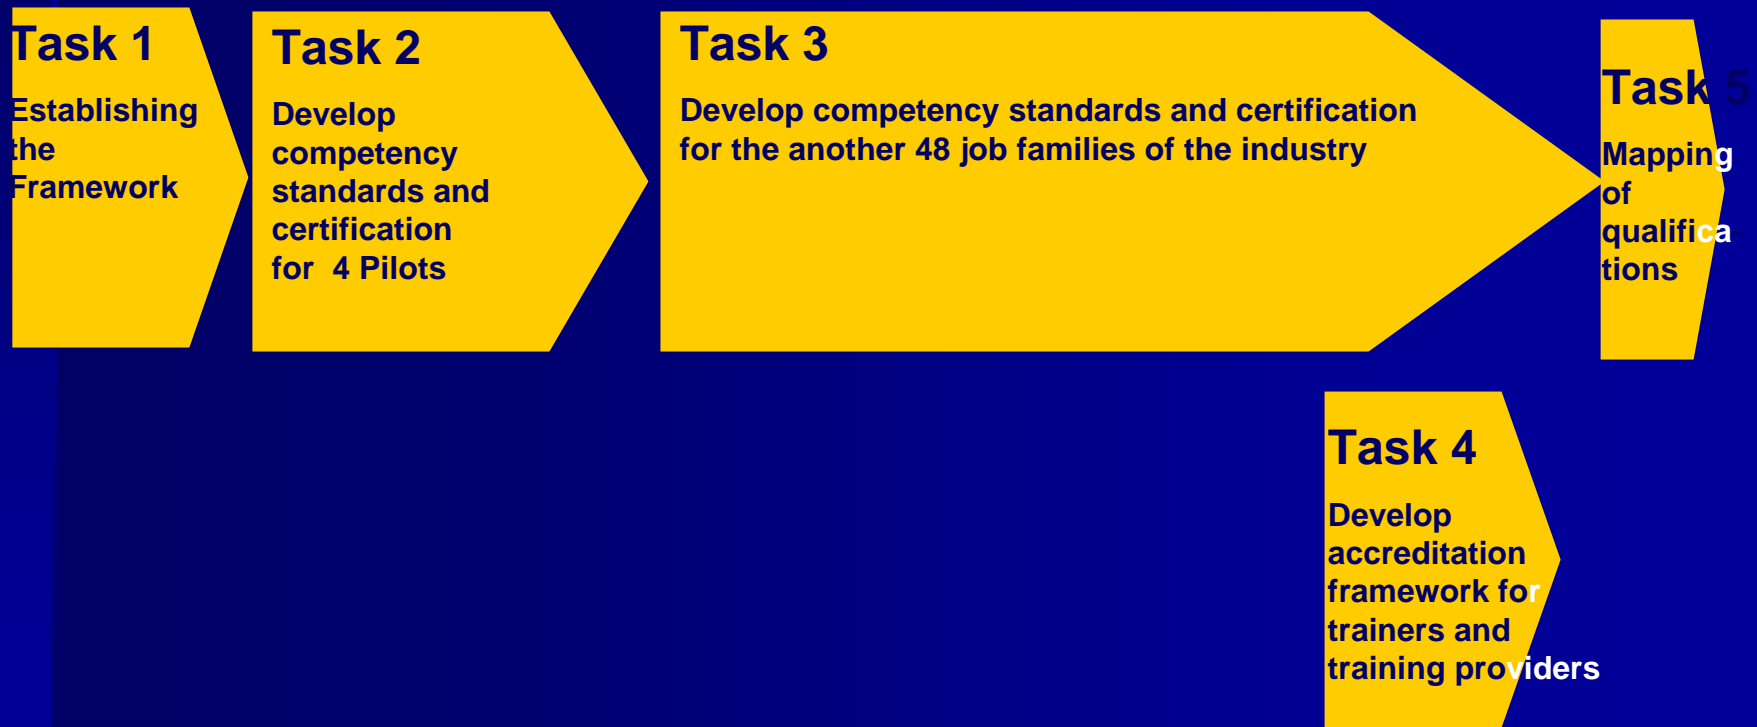 Task 1
Establishing
the
Framework
Task 2
Develop
competency
standards and
certification
for 4 Pilots
Task 3
Develop competency standards and certification
for the another 48 job families of the industry
Task 5
Mapping
of
qualifica-
tions
Task 4
Develop
accreditation
framework for
trainers and
training providers